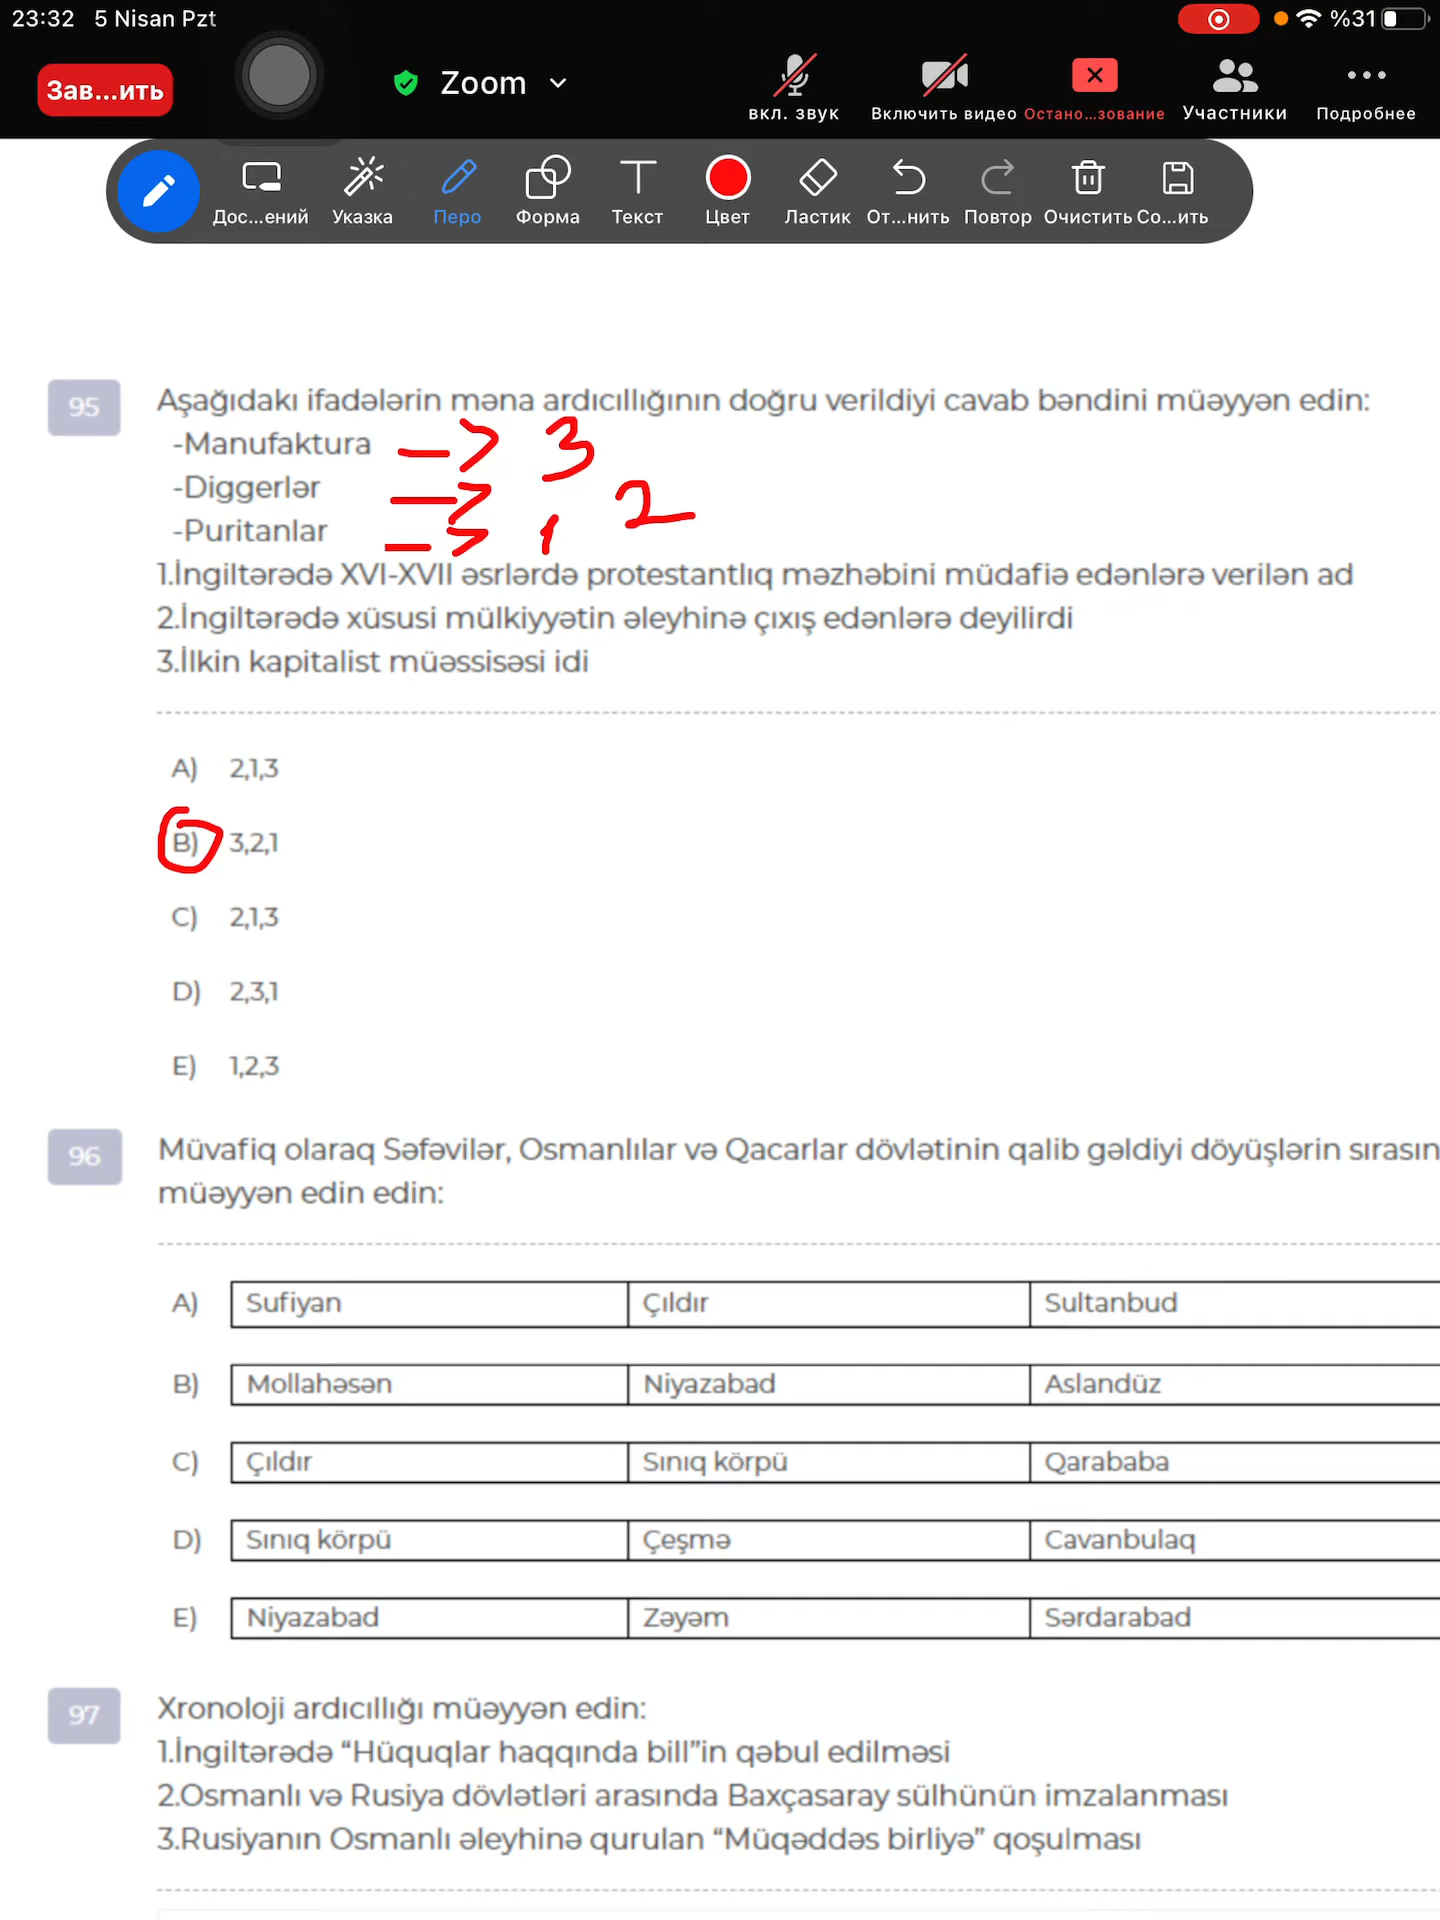 23:32 5 Nisan Pzt %31
Зав...ить Zoom вкл. звук Включить видео Остано...зование Участники Подробнее
Дос...ений Указка Перо Форма Текст Цвет Ластик От...нить Повтор Очистить Со...ить
95 Aşağıdakı ifadələrin məna ardıcıllığının doğru verildiyi cavab bəndini müəyyən edin:
-Manufaktura => 3
-Diggerlər => 2
-Puritanlar => 1
1.İngiltərədə XVI-XVII əsrlərdə protestantlıq məzhəbini müdafiə edənlərə verilən ad
2.İngiltərədə xüsusi mülkiyyətin əleyhinə çıxış edənlərə deyilirdi
3.İlkin kapitalist müəssisəsi idi
A) 2,1,3
B) 3,2,1
C) 2,1,3
D) 2,3,1
E) 1,2,3
96 Müvafiq olaraq Səfəvilər, Osmanlılar və Qacarlar dövlətinin qalib gəldiyi döyüşlərin sırasın
müəyyən edin edin:
A) Sufiyan Çıldır Sultanbud
B) Mollahəsən Niyazabad Aslandüz
C) Çıldır Sınıq körpü Qarababa
D) Sınıq körpü Çeşmə Cavanbulaq
E) Niyazabad Zəyəm Sərdarabad
97 Xronoloji ardıcıllığı müəyyən edin:
1.İngiltərədə “Hüquqlar haqqında bill”in qəbul edilməsi
2.Osmanlı və Rusiya dövlətləri arasında Baxçasaray sülhünün imzalanması
3.Rusiyanın Osmanlı əleyhinə qurulan “Müqəddəs birliyə” qoşulması